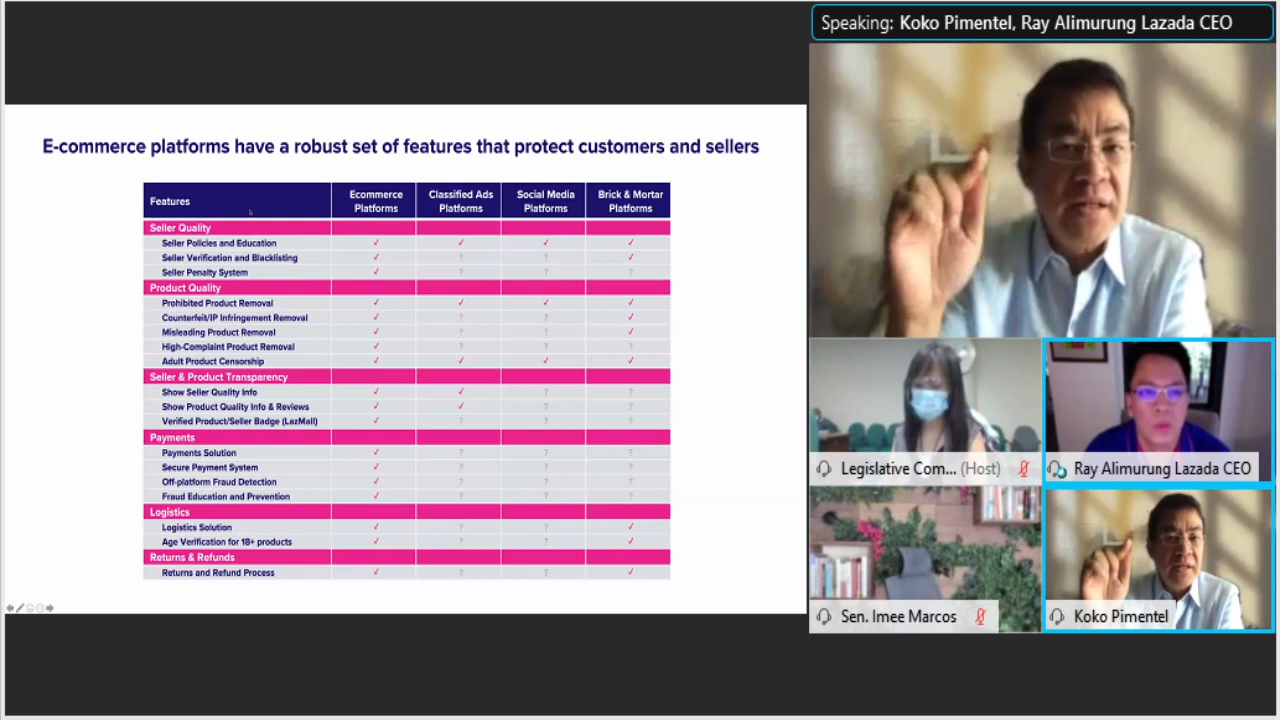 Speaking: Koko Pimentel, Ray Alimurung Lazada CEO
E-commerce platforms have a robust set of features that protect customers and sellers
Features Ecommerce Platforms Classified Ads Platforms Social Media Platforms Brick & Mortar Platforms
Seller Quality
Seller Policies and Education ✓ ✓ ✓ ✓
Seller Verification and Blacklisting ✓ ? ? ✓
Seller Penalty System ✓ ? ? ?
Product Quality
Prohibited Product Removal ✓ ✓ ✓ ✓
Counterfeit/IP Infringement Removal ✓ ? ? ✓
Misleading Product Removal ✓ ? ? ✓
High-Complaint Product Removal ✓ ? ? ?
Adult Product Censorship ✓ ✓ ✓ ✓
Seller & Product Transparency
Show Seller Quality Info ✓ ✓ ? ?
Show Product Quality Info & Reviews ✓ ✓ ? ?
Verified Product/Seller Badge (LazMall) ✓ ? ? ?
Payments
Payments Solution ✓ ? ? ?
Secure Payment System ✓ ? ? ?
Off-platform Fraud Detection ✓ ? ? ?
Fraud Education and Prevention ✓ ? ? ?
Logistics
Logistics Solution ✓ ? ? ✓
Age Verification for 18+ products ✓ ? ? ✓
Returns & Refunds
Returns and Refund Process ✓ ? ? ✓
Legislative Com... (Host)
Ray Alimurung Lazada CEO
Sen. Imee Marcos
Koko Pimentel